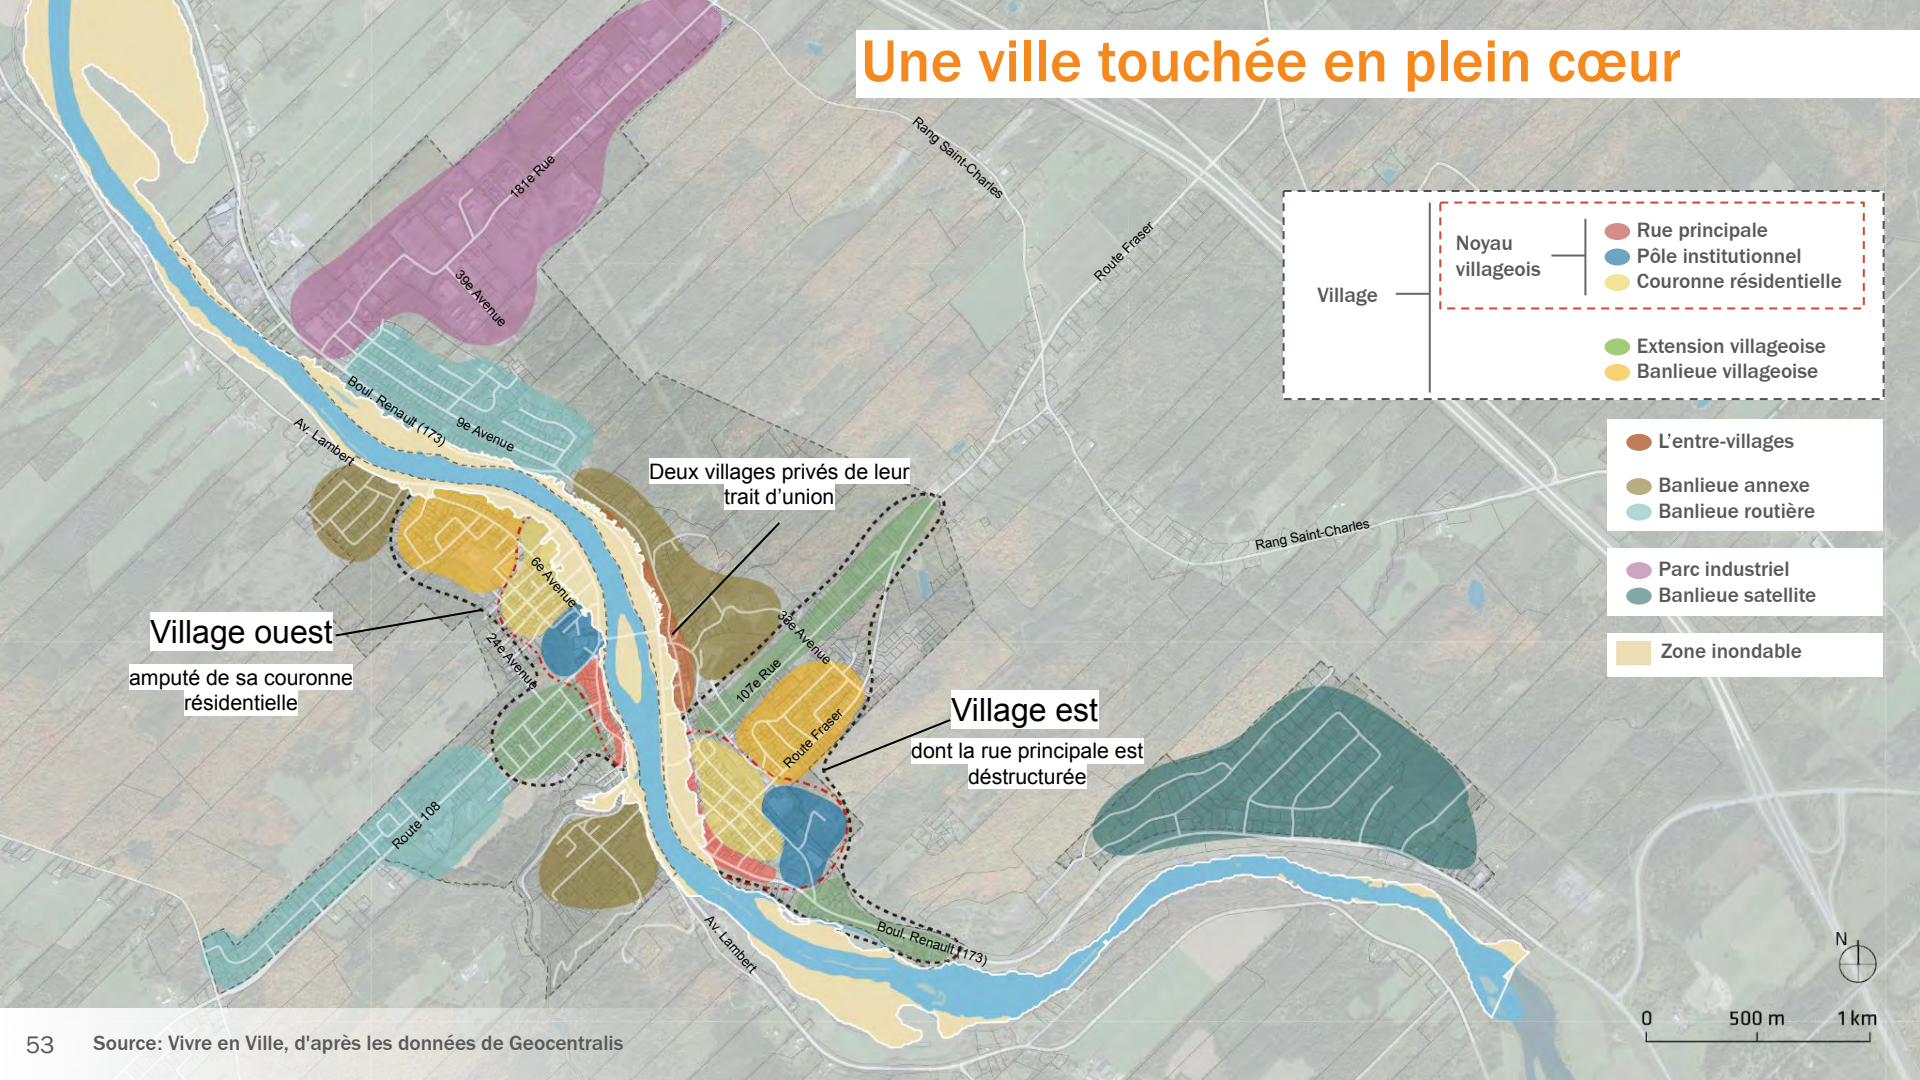 Une ville touchée en plein cœur
Rang Saint-Charles
181e Rue
Route Fraser
39e Avenue
Village
Noyau
villageois
Rue principale
Pôle institutionnel
Couronne résidentielle
Extension villageoise
Banlieue villageoise
L'entre-villages
Banlieue annexe
Banlieue routière
Parc industriel
Banlieue satellite
Zone inondable
Boul. Renault (173)
9e Avenue
Av. Lambert
Deux villages privés de leur
trait d'union
Rang Saint-Charles
6e Avenue
Village ouest
amputé de sa couronne
résidentielle
24e Avenue
107e Rue
Route Fraser
Village est
dont la rue principale est
déstructurée
Route 108
Av. Lambert
Boul. Renault (173)
N
0 500 m 1 km
53 Source: Vivre en Ville, d'après les données de Geocentralis